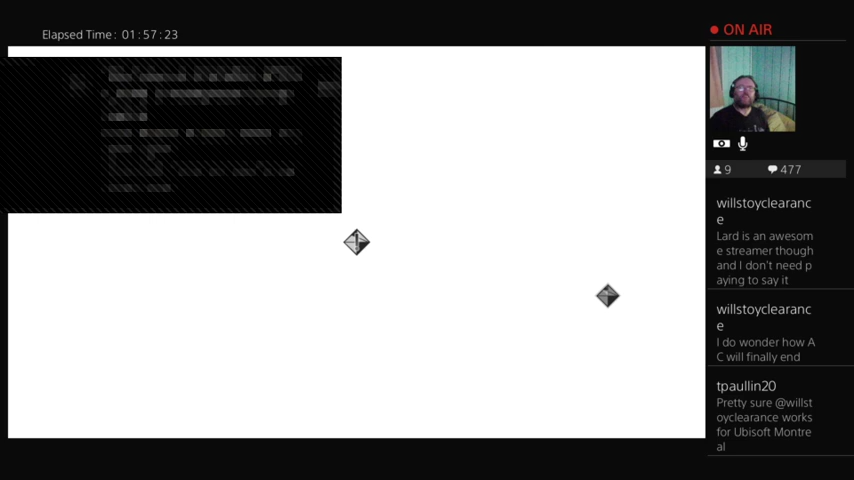 Elapsed Time: 01:57:23
ON AIR
9
477
willstoyclearanc
e
Lard is an awesom
e streamer though
and I don't need p
aying to say it
willstoyclearanc
e
I do wonder how A
C will finally end
tpaullin20
Pretty sure @willst
oyclearance works
for Ubisoft Montre
al